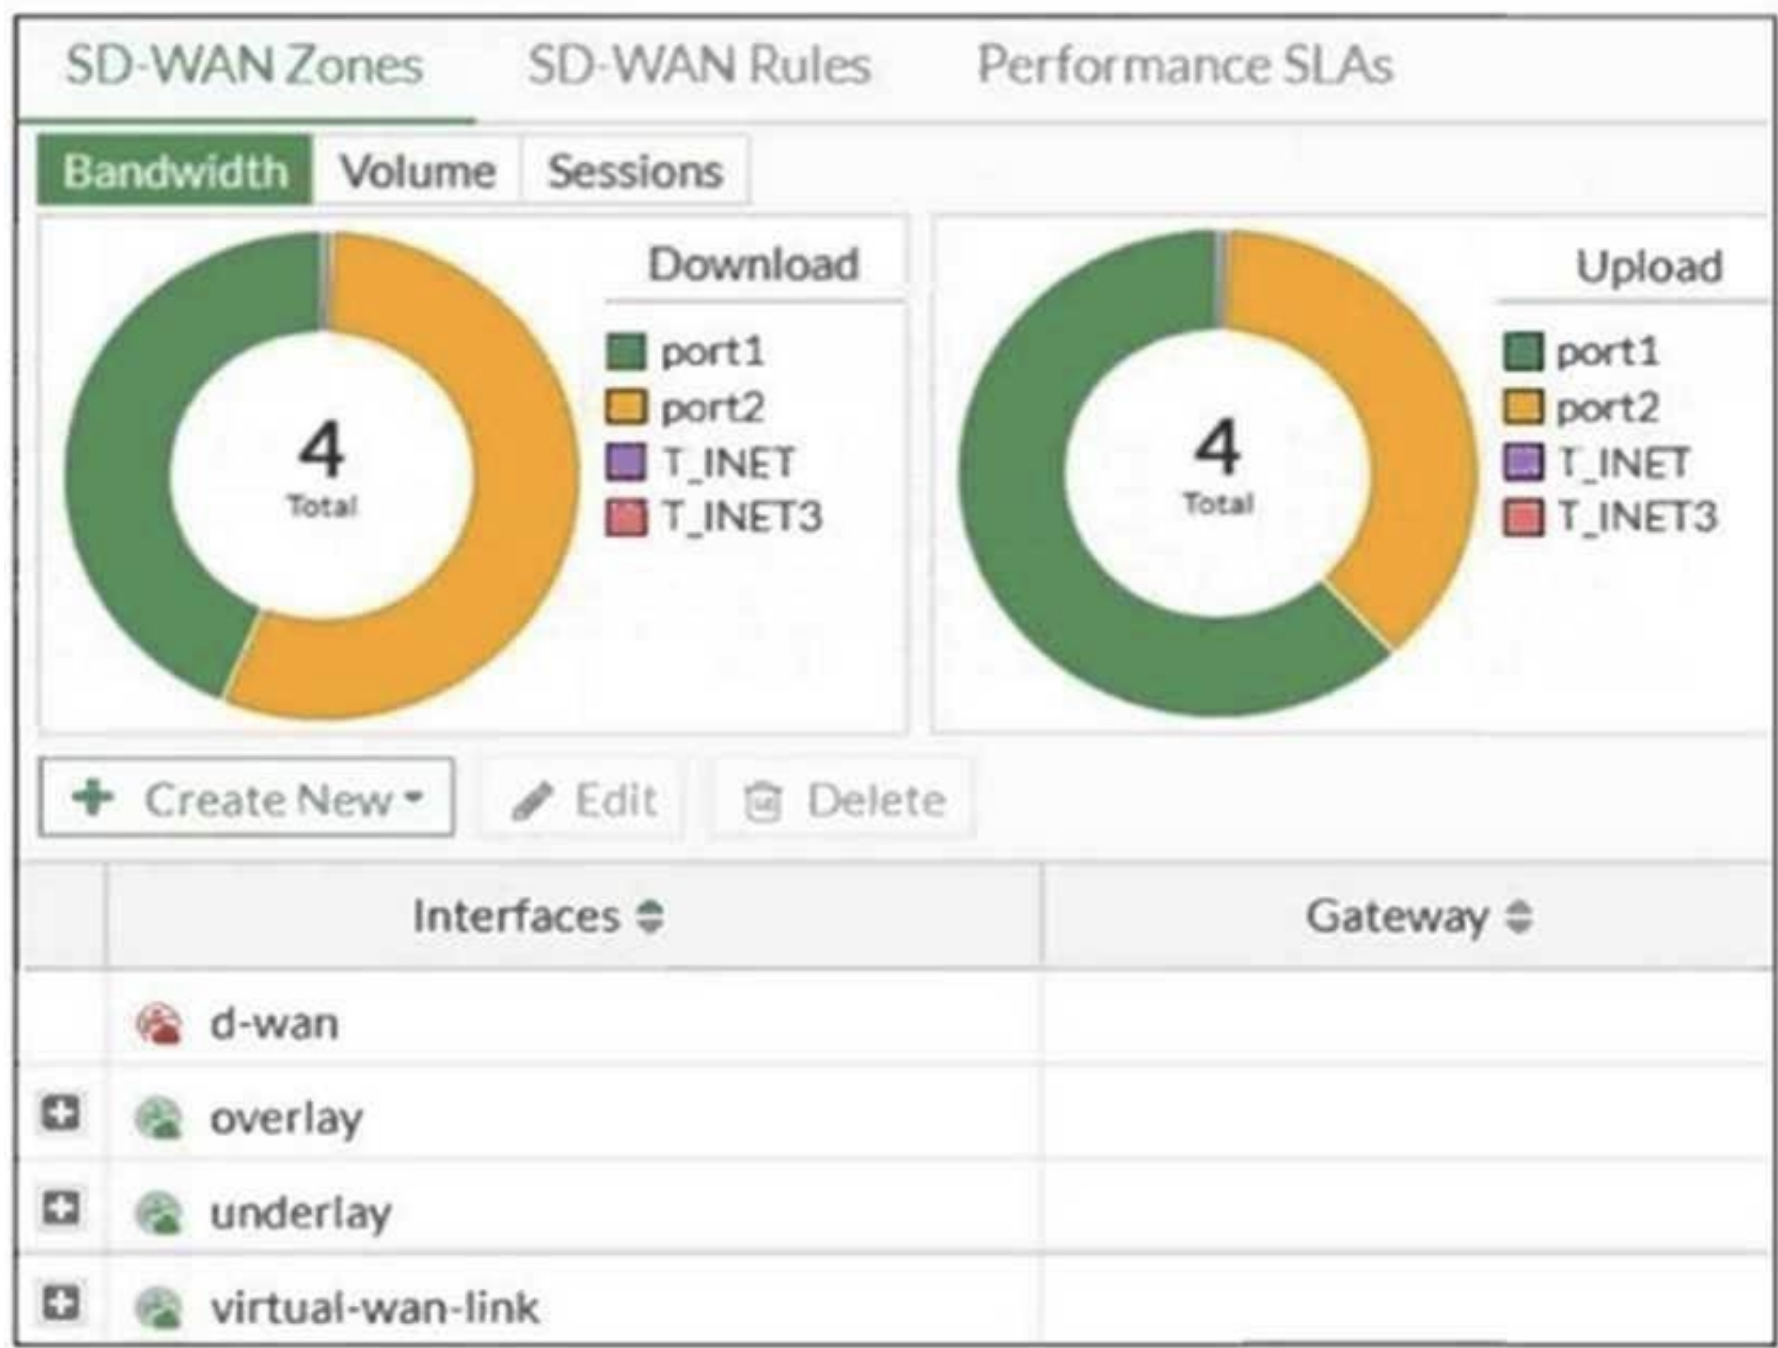 SD-WAN Zones SD-WAN Rules Performance SLAs
Bandwidth Volume Sessions
Download
port1
port2
T_INET
T_INET3
4
Total
Upload
port1
port2
T_INET
T_INET3
4
Total
Create New Edit Delete
Interfaces Gateway
d-wan
overlay
underlay
virtual-wan-link